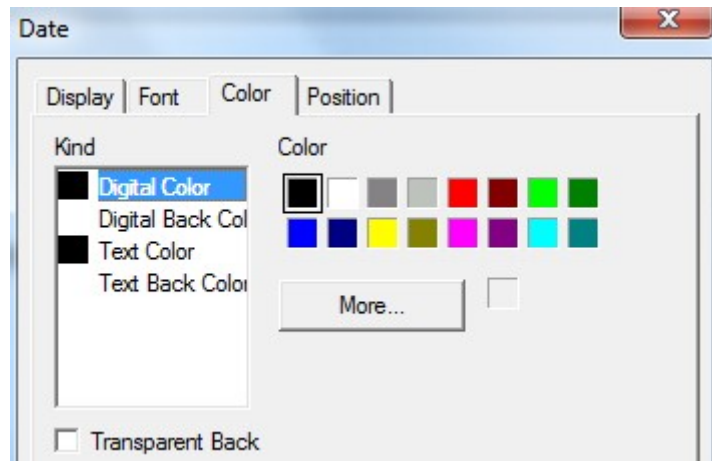 Date
Display Font Color Position
Kind Color
Digital Color
Digital Back Col
Text Color
Text Back Color
More...
Transparent Back